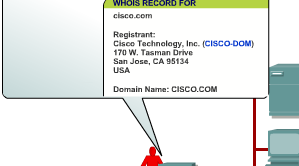 WHOIS RECORD FOR
cisco.com
Registrant:
Cisco Technology, Inc. (CISCO-DOM)
170 W. Tasman Drive
San Jose, CA 95134
USA
Domain Name: CISCO.COM